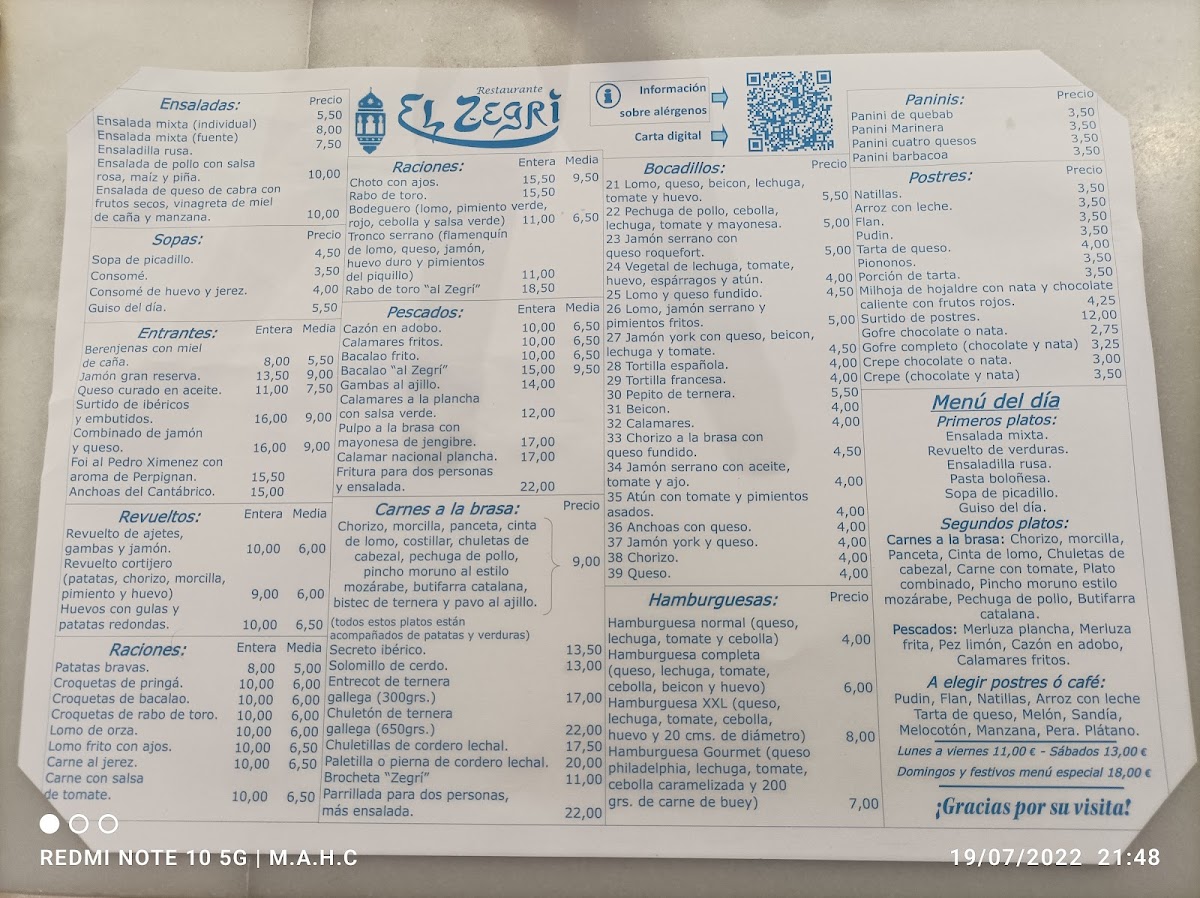 Ensaladas:
Precio
Ensalada mixta (individual) 5,50
Ensalada mixta (fuente) 8,00
Ensaladilla rusa. 7,50
Ensalada de pollo con salsa
rosa, maíz y piña. 10,00
Ensalada de queso de cabra con
frutos secos, vinagreta de miel
de caña y manzana. 10,00
Sopas:
Precio
Sopa de picadillo. 4,50
Consomé. 3,50
Consomé de huevo y jerez. 4,00
Guiso del día. 5,50
Entrantes:
Entera Media
Berenjenas con miel
de caña. 8,00 5,50
Jamón gran reserva. 13,50 9,00
Queso curado en aceite. 11,00 7,50
Surtido de ibéricos
y embutidos. 16,00 9,00
Combinado de jamón
y queso. 16,00 9,00
Foi al Pedro Ximenez con
aroma de Perpignan. 15,50
Anchoas del Cantábrico. 15,00
Revueltos:
Entera Media
Revuelto de ajetes,
gambas y jamón. 10,00 6,00
Revuelto cortijero
(patatas, chorizo, morcilla,
pimiento y huevo) 9,00 6,00
Huevos con gulas y
patatas redondas. 10,00 6,50
Raciones:
Entera Media
Patatas bravas. 8,00 5,00
Croquetas de pringá. 10,00 6,00
Croquetas de bacalao. 10,00 6,00
Croquetas de rabo de toro. 10,00 6,00
Lomo de orza. 10,00 6,00
Lomo frito con ajos. 10,00 6,50
Carne al jerez. 10,00 6,50
Carne con salsa
de tomate. 10,00 6,50
Restaurante
EL ZEGRI
Raciones:
Entera Media
Choto con ajos. 15,50 9,50
Rabo de toro. 15,50
Bodeguero (lomo, pimiento verde,
rojo, cebolla y salsa verde) 11,00 6,50
Tronco serrano (flamenquín
de lomo, queso, jamón,
huevo duro y pimientos
del piquillo) 11,00
Rabo de toro "al Zegrí" 18,50
Pescados:
Entera Media
Cazón en adobo. 10,00 6,50
Calamares fritos. 10,00 6,50
Bacalao frito. 10,00 6,50
Bacalao "al Zegrí" 15,00 9,50
Gambas al ajillo. 14,00
Calamares a la plancha
con salsa verde. 12,00
Pulpo a la brasa con
mayonesa de jengibre. 17,00
Calamar nacional plancha. 17,00
Fritura para dos personas
y ensalada. 22,00
Carnes a la brasa:
Precio
Chorizo, morcilla, panceta, cinta
de lomo, costillar, chuletas de
cabezal, pechuga de pollo,
pincho moruno al estilo
mozárabe, butifarra catalana,
bistec de ternera y pavo al ajillo.
9,00
(todos estos platos están
acompañados de patatas y verduras)
Secreto ibérico. 13,50
Solomillo de cerdo. 13,00
Entrecot de ternera
gallega (300grs.) 17,00
Chuletón de ternera
gallega (650grs.) 22,00
Chuletillas de cordero lechal. 17,50
Paletilla o pierna de cordero lechal. 20,00
Brocheta "Zegrí" 11,00
Parrillada para dos personas,
más ensalada. 22,00
Información
sobre alérgenos
Carta digital
Bocadillos:
Precio
21 Lomo, queso, beicon, lechuga,
tomate y huevo. 5,50
22 Pechuga de pollo, cebolla,
lechuga, tomate y mayonesa. 5,00
23 Jamón serrano con
queso roquefort. 5,00
24 Vegetal de lechuga, tomate,
huevo, espárragos y atún. 4,00
25 Lomo y queso fundido. 4,50
26 Lomo, jamón serrano y
pimientos fritos. 5,00
27 Jamón york con queso, beicon,
lechuga y tomate. 4,50
28 Tortilla española. 4,00
29 Tortilla francesa. 4,00
30 Pepito de ternera. 5,50
31 Beicon. 4,00
32 Calamares. 4,00
33 Chorizo a la brasa con
queso fundido. 4,50
34 Jamón serrano con aceite,
tomate y ajo. 4,00
35 Atún con tomate y pimientos
asados. 4,00
36 Anchoas con queso. 4,00
37 Jamón york y queso. 4,00
38 Chorizo. 4,00
39 Queso. 4,00
Hamburguesas:
Precio
Hamburguesa normal (queso,
lechuga, tomate y cebolla) 4,00
Hamburguesa completa
(queso, lechuga, tomate,
cebolla, beicon y huevo) 6,00
Hamburguesa XXL (queso,
lechuga, tomate, cebolla,
huevo y 20 cms. de diámetro) 8,00
Hamburguesa Gourmet (queso
philadelphia, lechuga, tomate,
cebolla caramelizada y 200
grs. de carne de buey) 7,00
Paninis:
Precio
Panini de quebab 3,50
Panini Marinera 3,50
Panini cuatro quesos 3,50
Panini barbacoa 3,50
Postres:
Precio
Natillas. 3,50
Arroz con leche. 3,50
Flan. 3,50
Pudin. 3,50
Tarta de queso. 4,00
Piononos. 3,50
Porción de tarta. 3,50
Milhoja de hojaldre con nata y chocolate
caliente con frutos rojos. 4,25
Surtido de postres. 12,00
Gofre chocolate o nata. 2,75
Gofre completo (chocolate y nata) 3,25
Crepe chocolate o nata. 3,00
Crepe (chocolate y nata) 3,50
Menú del día
Primeros platos:
Ensalada mixta.
Revuelto de verduras.
Ensaladilla rusa.
Pasta boloñesa.
Sopa de picadillo.
Guiso del día.
Segundos platos:
Carnes a la brasa: Chorizo, morcilla,
Panceta, Cinta de lomo, Chuletas de
cabezal, Carne con tomate, Plato
combinado, Pincho moruno estilo
mozárabe, Pechuga de pollo, Butifarra
catalana.
Pescados: Merluza plancha, Merluza
frita, Pez limón, Cazón en adobo,
Calamares fritos.
A elegir postres ó café:
Pudin, Flan, Natillas, Arroz con leche
Tarta de queso, Melón, Sandía,
Melocotón, Manzana, Pera. Plátano.
Lunes a viernes 11,00 € - Sábados 13,00 €
Domingos y festivos menú especial 18,00 €
¡Gracias por su visita!
REDMI NOTE 10 5G | M.A.H.C
19/07/2022 21:48